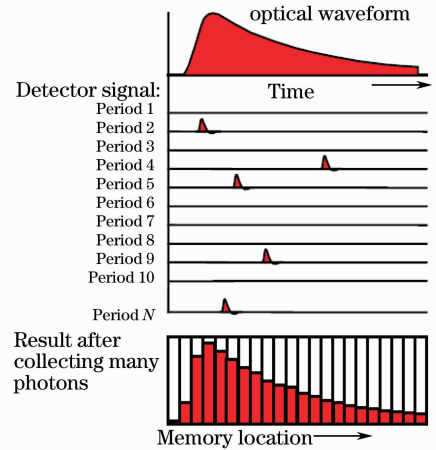 optical waveform
Detector signal:
Time
Period 1
Period 2
Period 3
Period 4
Period 5
Period 6
Period 7
Period 8
Period 9
Period 10
Period N
Result after
collecting many
photons
Memory location